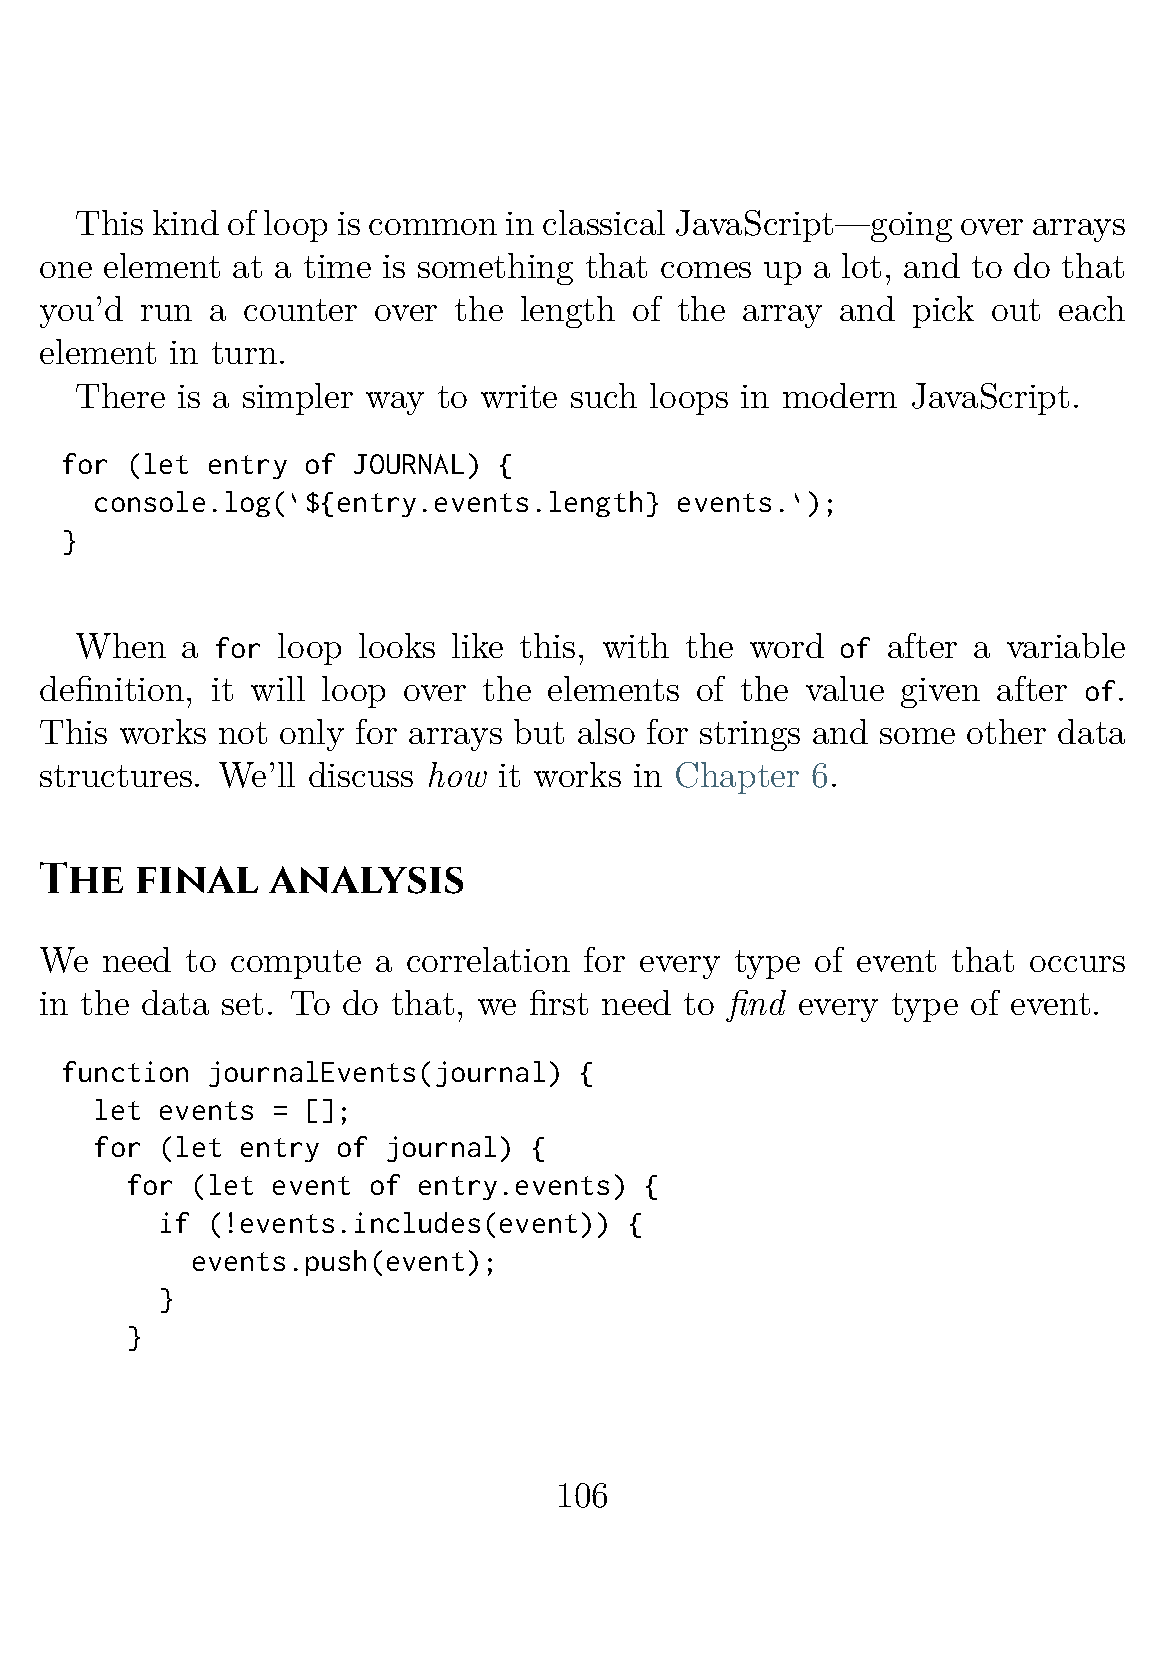 This kind of loop is common in classical JavaScript—going over arrays
one element at a time is something that comes up a lot, and to do that
you’d run a counter over the length of the array and pick out each
element in turn.
There is a simpler way to write such loops in modern JavaScript.
for (let entry of JOURNAL) {
  console.log(`${entry.events.length} events.`);
}
When a for loop looks like this, with the word of after a variable
definition, it will loop over the elements of the value given after of.
This works not only for arrays but also for strings and some other data
structures. We’ll discuss how it works in Chapter 6.
The final analysis
We need to compute a correlation for every type of event that occurs
in the data set. To do that, we first need to find every type of event.
function journalEvents(journal) {
  let events = [];
  for (let entry of journal) {
    for (let event of entry.events) {
      if (!events.includes(event)) {
        events.push(event);
      }
    }
106